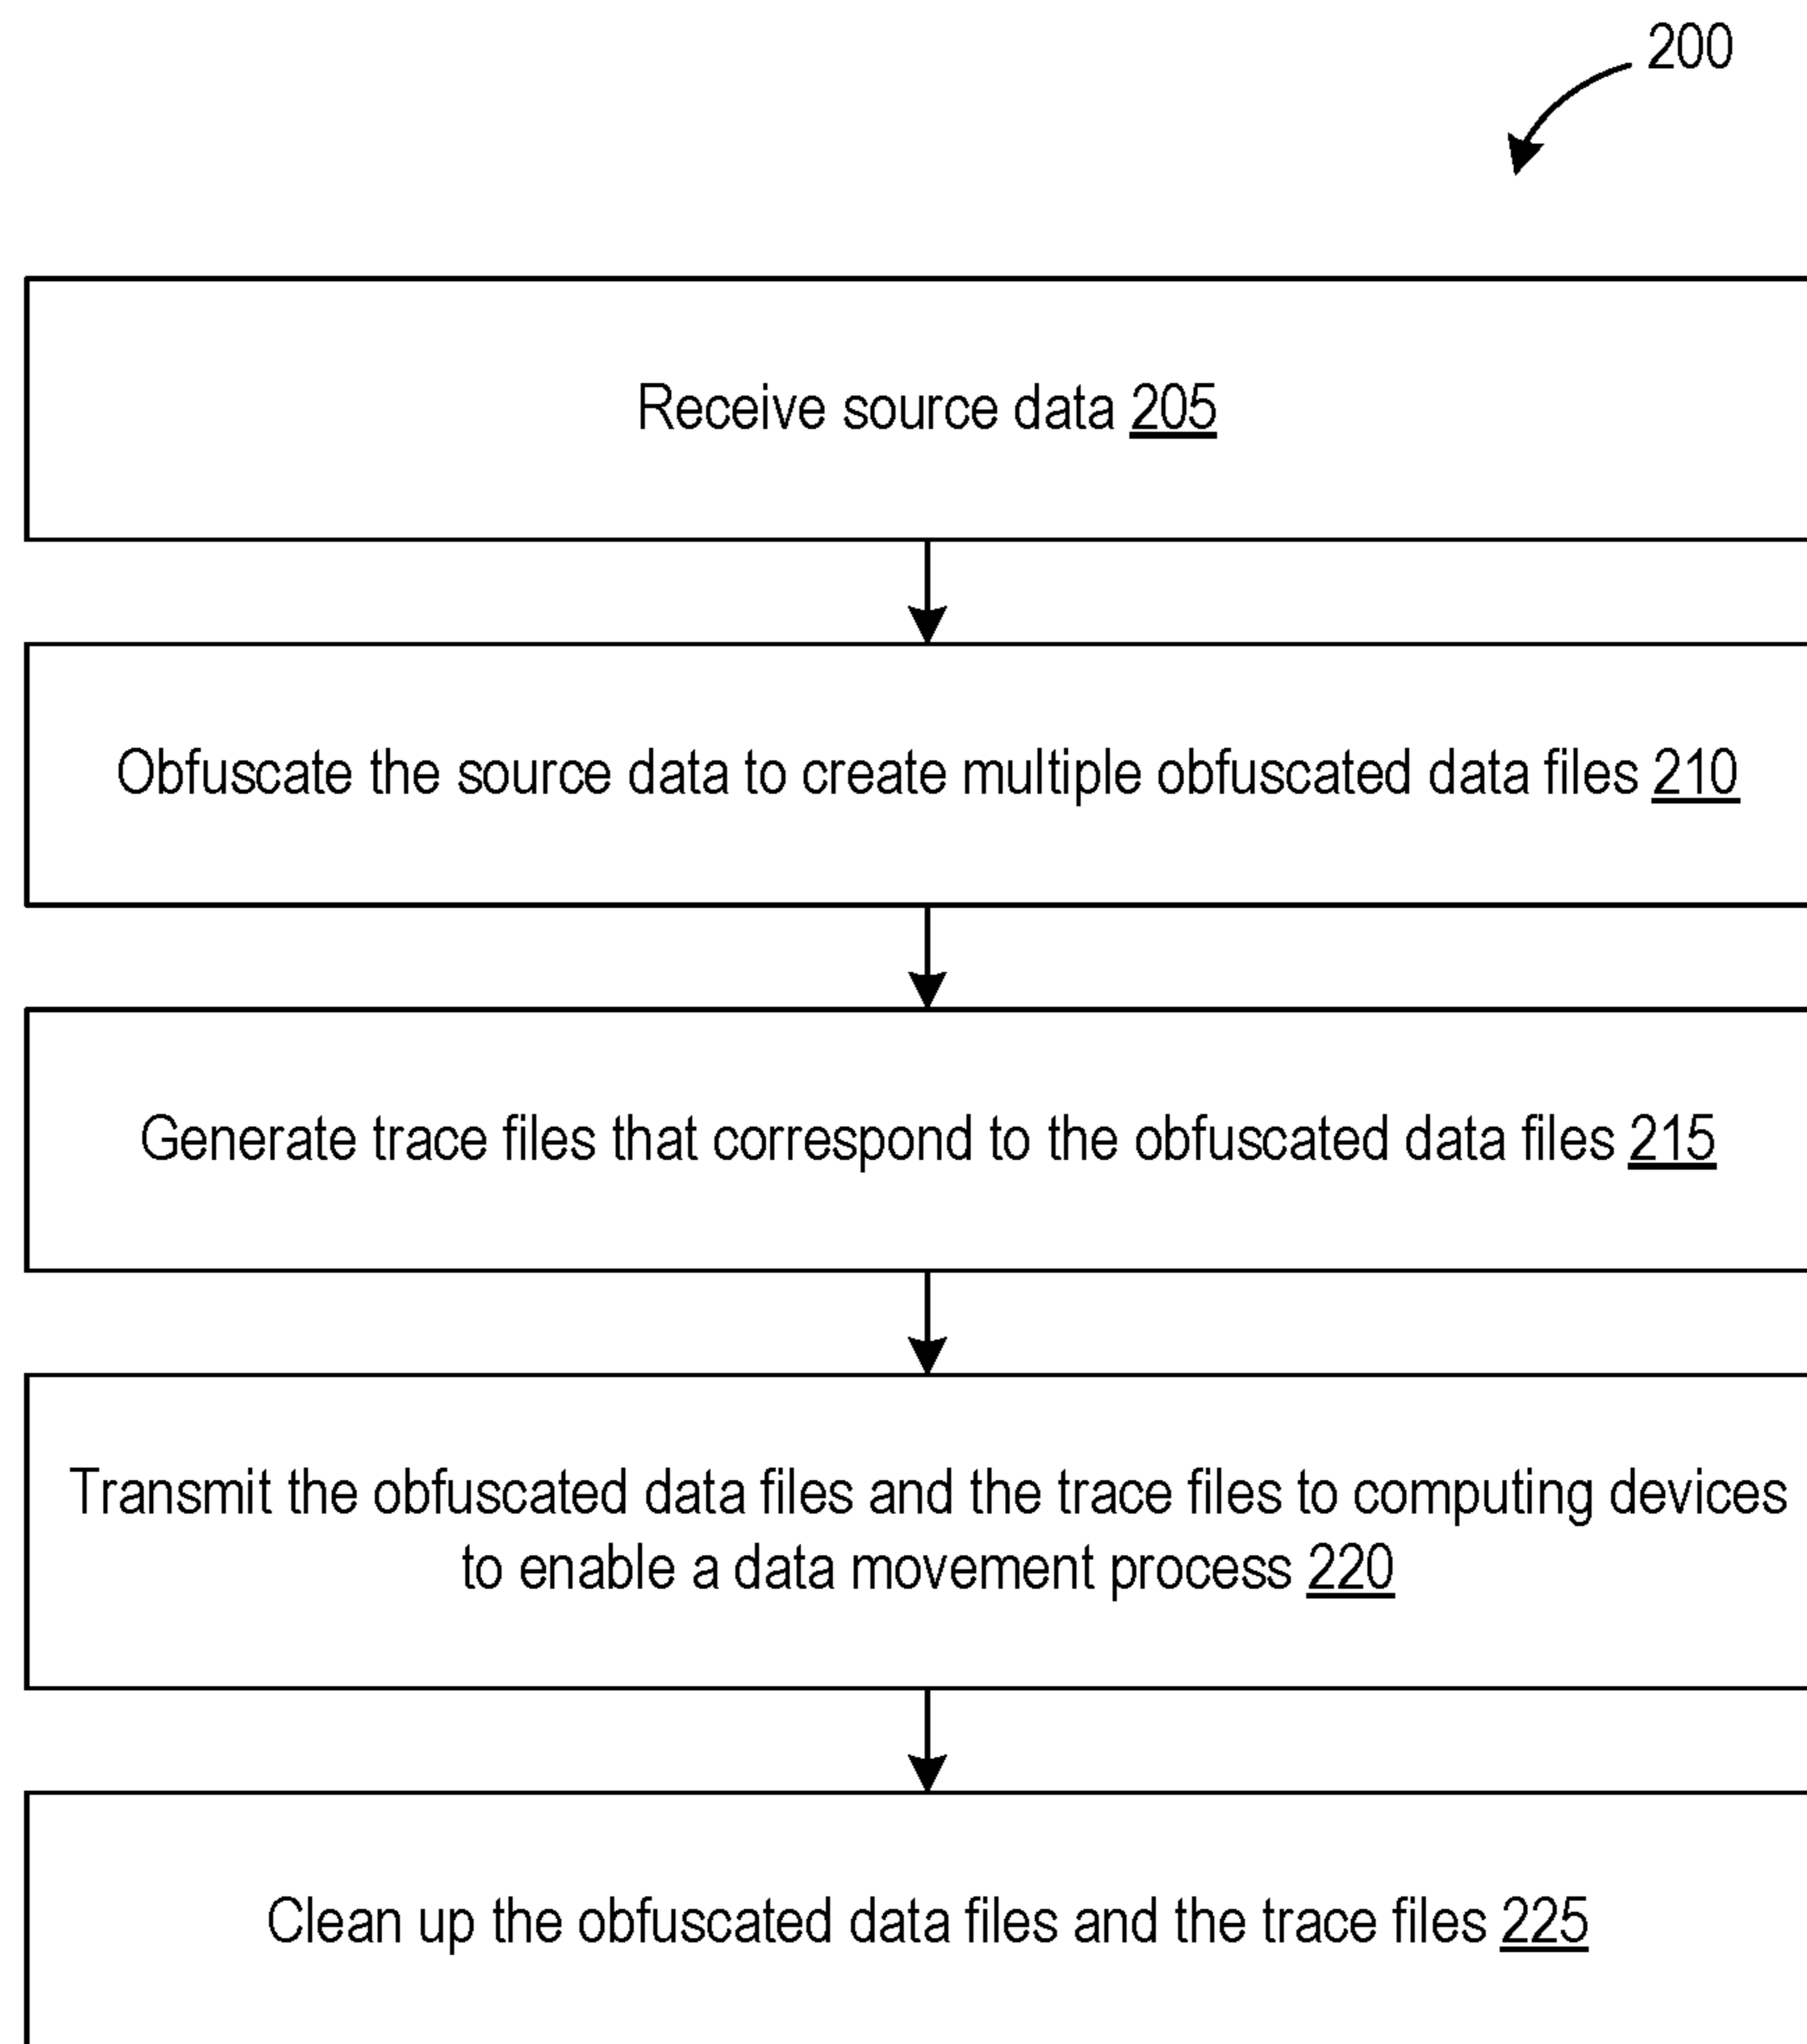 200
Receive source data 205
Obfuscate the source data to create multiple obfuscated data files 210
Generate trace files that correspond to the obfuscated data files 215
Transmit the obfuscated data files and the trace files to computing devices
to enable a data movement process 220
Clean up the obfuscated data files and the trace files 225